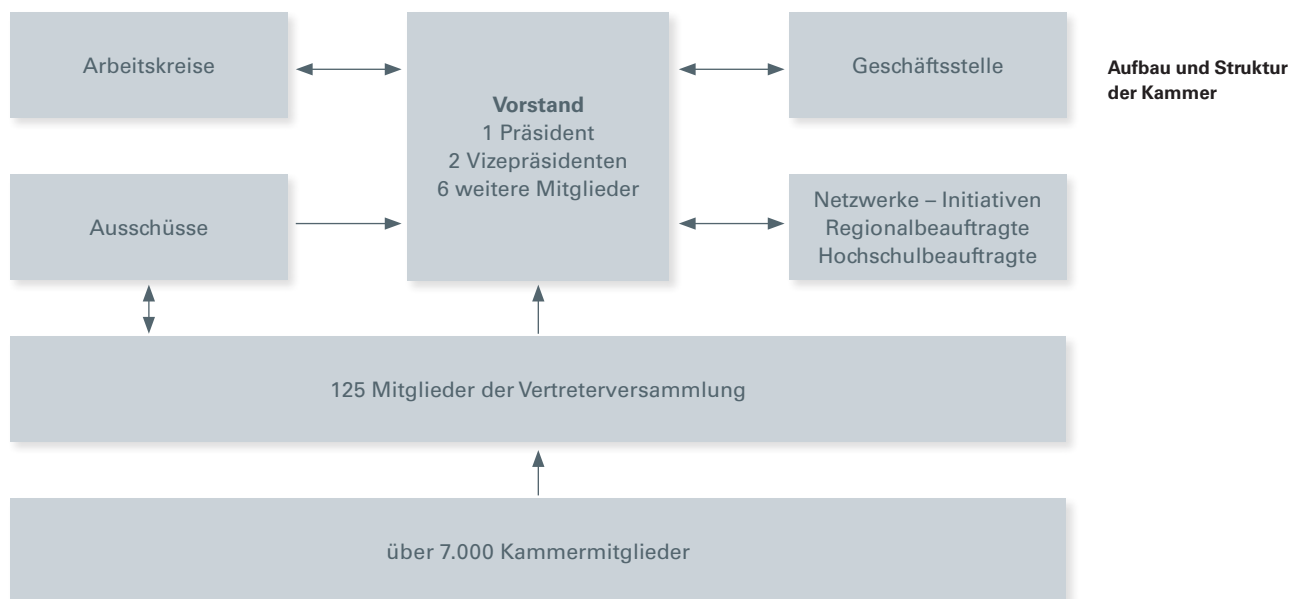 Arbeitskreise
Vorstand
1 Präsident
2 Vizepräsidenten
6 weitere Mitglieder
Geschäftsstelle
Aufbau und Struktur
der Kammer
Ausschüsse
Netzwerke – Initiativen
Regionalbeauftragte
Hochschulbeauftragte
125 Mitglieder der Vertreterversammlung
über 7.000 Kammermitglieder